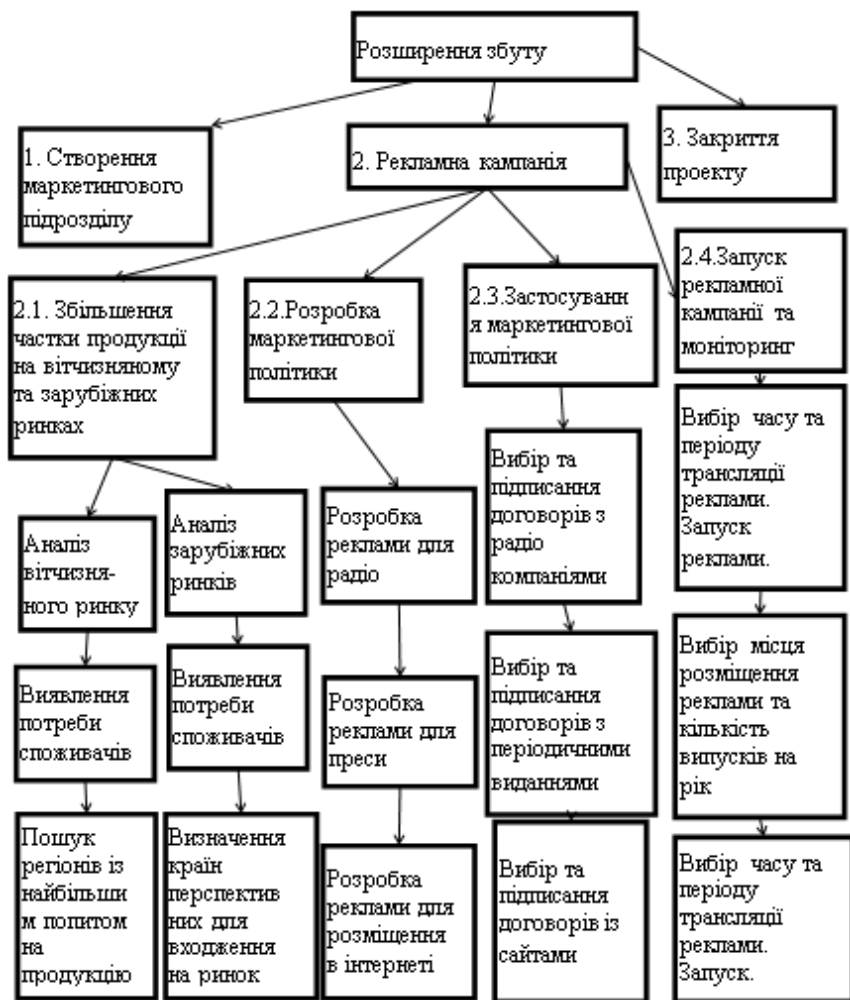 Розширення збуту
1. Створення
маркетингового
підрозділу
2. Рекламна кампанія
3. Закриття
проекту
2.1. Збільшення
частки продукції
на вітчизняному
та зарубіжних
ринках
2.2.Розробка
маркетингової
політики
2.3.Застосуванн
я маркетингової
політики
2.4.Запуск
рекламної
кампанії та
моніторинг
Аналіз
вітчизня-
ного ринку
Виявлення
потреби
споживачів
Пошук
регіонів із
найбільши
м попитом
на
продукцію
Аналіз
зарубіжних
ринків
Виявлення
потреби
споживачів
Визначення
країн
перспектив
них для
входження
на ринок
Розробка
реклами для
радіо
Розробка
реклами для
преси
Розробка
реклами для
розміщення
в інтернеті
Вибір та
підписання
договорів з
радіо
компаніями
Вибір та
підписання
договорів з
періодичними
виданнями
Вибір та
підписання
договорів із
сайтами
Вибір часу та
періоду
трансляції
реклами.
Запуск
реклами.
Вибір місця
розміщення
реклами та
кількість
випусків на
рік
Вибір часу та
періоду
трансляції
реклами.
Запуск.